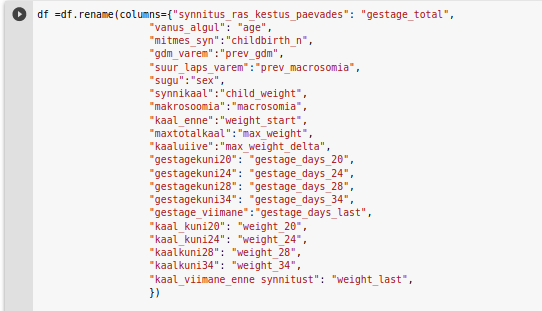 df =df.rename(columns={"synnitus_ras_kestus_paevades": "gestage_total",
"vanus_algul": "age",
"mitmes_syn":"childbirth_n",
"gdm_varem":"prev_gdm",
"suur_laps_varem":"prev_macrosomia",
"sugu":"sex",
"synnikaal":"child_weight",
"makrosoomia":"macrosomia",
"kaal_enne":"weight_start",
"maxtotalkaal":"max_weight",
"kaaluiive":"max_weight_delta",
"gestagekuni20": "gestage_days_20",
"gestagekuni24": "gestage_days_24",
"gestagekuni28": "gestage_days_28",
"gestagekuni34": "gestage_days_34",
"gestage_viimane":"gestage_days_last",
"kaal_kuni20": "weight_20",
"kaal_kuni24": "weight_24",
"kaalkuni28": "weight_28",
"kaalkuni34": "weight_34",
"kaal_viimane_enne synnitust": "weight_last",
})